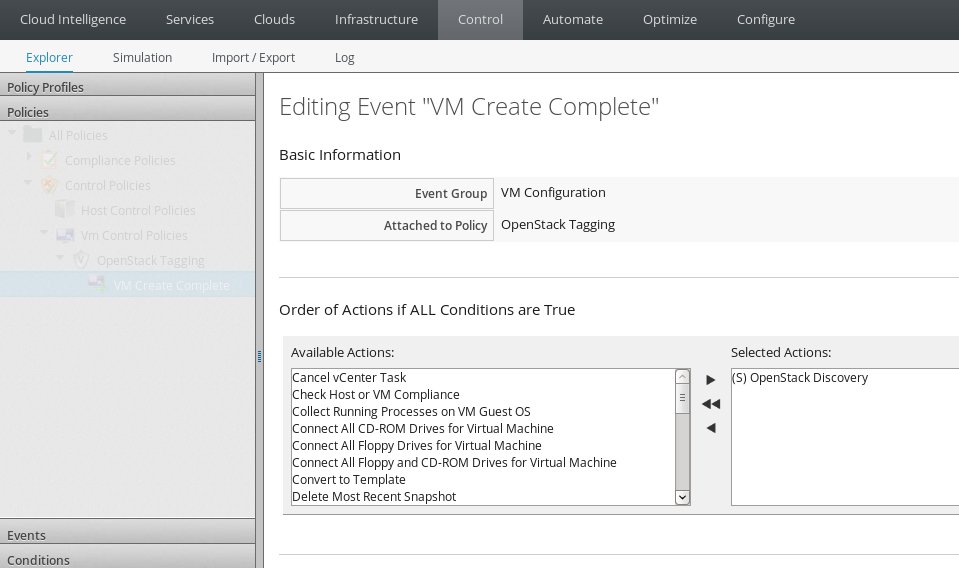 Cloud Intelligence Services Clouds Infrastructure Control Automate Optimize Configure
Explorer Simulation Import / Export Log
Policy Profiles
Policies
All Policies
Compliance Policies
Control Policies
Host Control Policies
Vm Control Policies
OpenStack Tagging
VM Create Complete
Events
Conditions
Editing Event "VM Create Complete"
Basic Information
Event Group VM Configuration
Attached to Policy OpenStack Tagging
Order of Actions if ALL Conditions are True
Available Actions:
Cancel vCenter Task
Check Host or VM Compliance
Collect Running Processes on VM Guest OS
Connect All CD-ROM Drives for Virtual Machine
Connect All Floppy Drives for Virtual Machine
Connect All Floppy and CD-ROM Drives for Virtual Machine
Convert to Template
Delete Most Recent Snapshot
Selected Actions:
(S) OpenStack Discovery